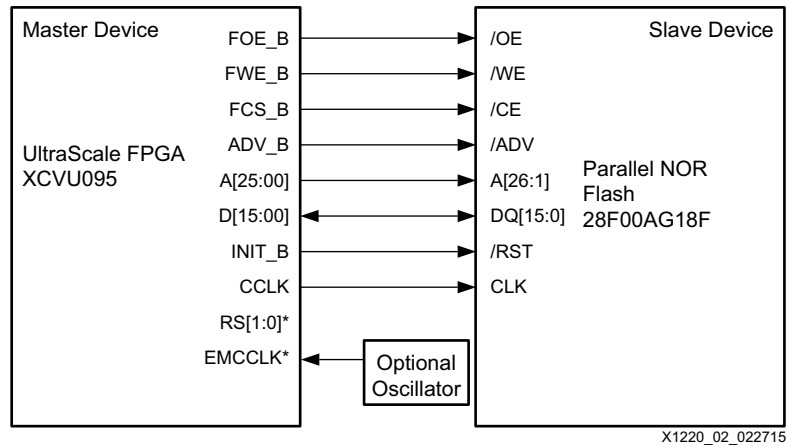 Master Device
Slave Device
FOE_B
/OE
FWE_B
/WE
FCS_B
/CE
ADV_B
/ADV
UltraScale FPGA
XCVU095
A[25:00]
A[26:1]
Parallel NOR
Flash
28F00AG18F
D[15:00]
DQ[15:0]
INIT_B
/RST
CCLK
CLK
RS[1:0]*
EMCCLK*
Optional
Oscillator
X1220_02_022715